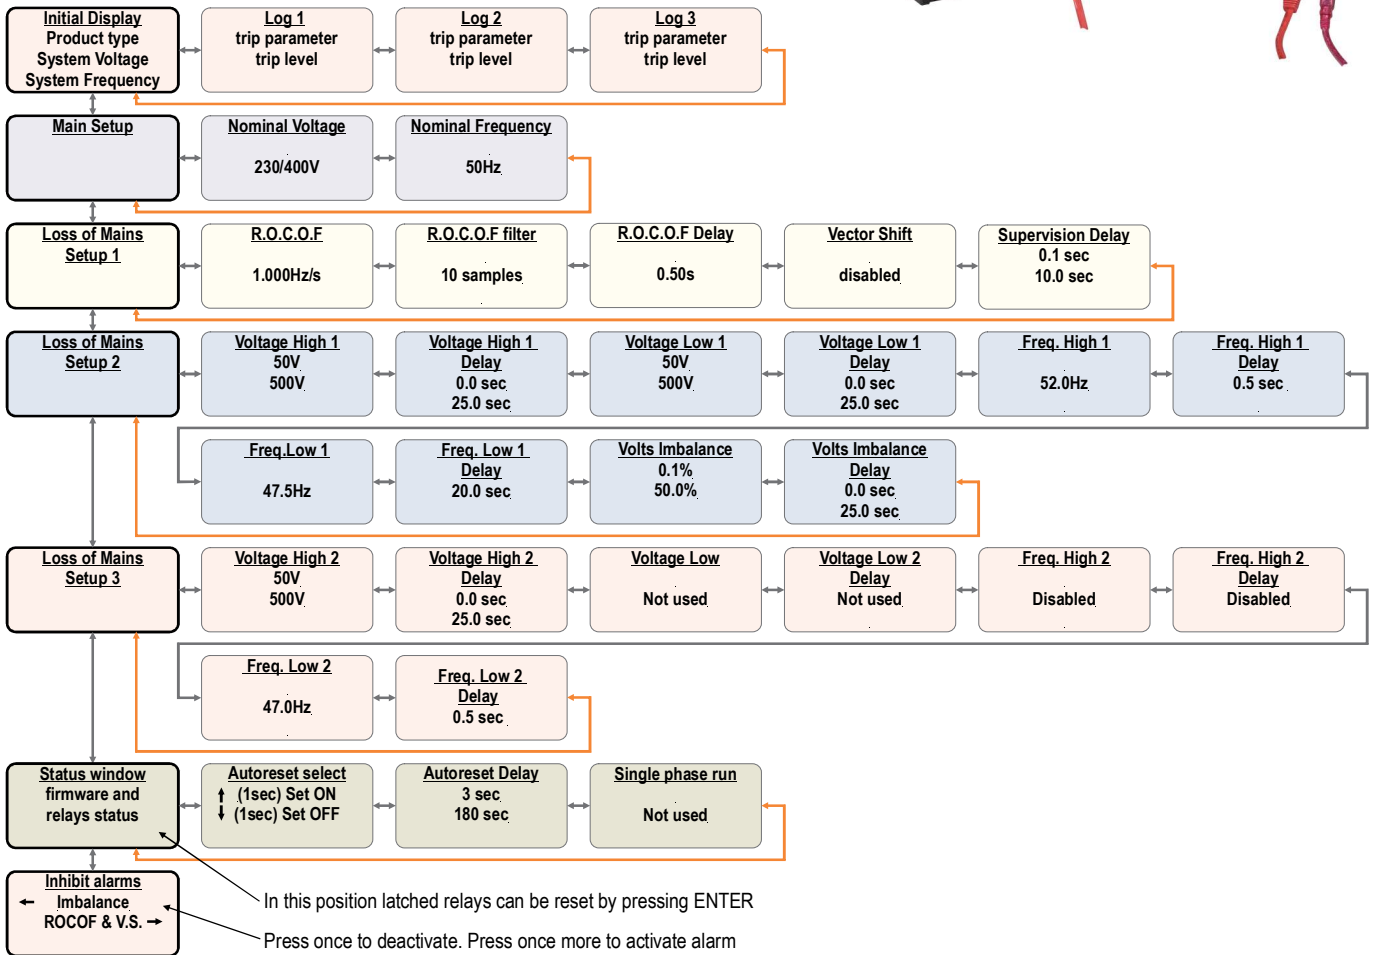 Initial Display
Product type
System Voltage
System Frequency
Log 1
trip parameter
trip level
Log 2
trip parameter
trip level
Log 3
trip parameter
trip level
Main Setup
Nominal Voltage
230/400V
Nominal Frequency
50Hz
Loss of Mains
Setup 1
R.O.C.O.F
1.000Hz/s
R.O.C.O.F filter
10 samples
R.O.C.O.F Delay
0.50s
Vector Shift
disabled
Supervision Delay
0.1 sec
10.0 sec
Loss of Mains
Setup 2
Voltage High 1
50V
500V
Voltage High 1
Delay
0.0 sec
25.0 sec
Voltage Low 1
50V
500V
Voltage Low 1
Delay
0.0 sec
25.0 sec
Freq. High 1
52.0Hz
Freq. High 1
Delay
0.5 sec
Freq.Low 1
47.5Hz
Freq. Low 1
Delay
20.0 sec
Volts Imbalance
0.1%
50.0%
Volts Imbalance
Delay
0.0 sec
25.0 sec
Loss of Mains
Setup 3
Voltage High 2
50V
500V
Voltage High 2
Delay
0.0 sec
25.0 sec
Voltage Low
Not used
Voltage Low 2
Delay
Not used
Freq. High 2
Disabled
Freq. High 2
Delay
Disabled
Freq. Low 2
47.0Hz
Freq. Low 2
Delay
0.5 sec
Status window
firmware and
relays status
Autoreset select
↑ (1sec) Set ON
↓ (1sec) Set OFF
Autoreset Delay
3 sec
180 sec
Single phase run
Not used
Inhibit alarms
← Imbalance
ROCOF & V.S. →
In this position latched relays can be reset by pressing ENTER
Press once to deactivate. Press once more to activate alarm